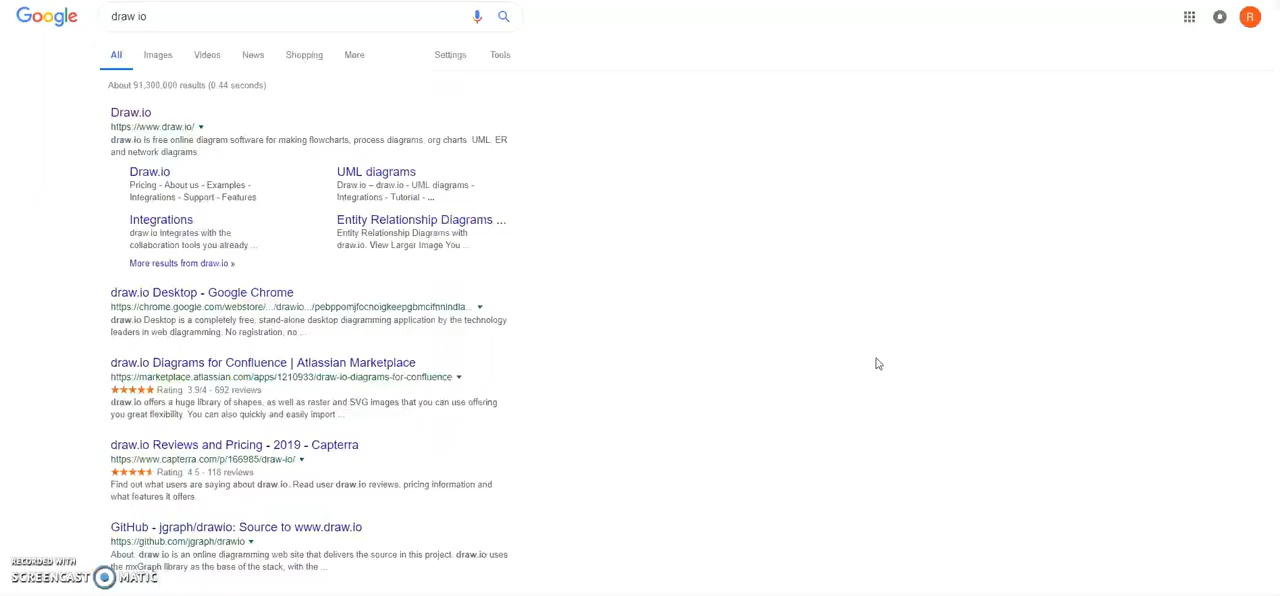 Google
draw io
R
All Images Videos News Shopping More Settings Tools
About 91,300,000 results (0.44 seconds)
Draw.io
https://www.draw.io/
draw.io is free online diagram software for making flowcharts, process diagrams, org charts, UML, ER
and network diagrams.
Draw.io
Pricing - About us - Examples -
Integrations - Support - Features
UML diagrams
Draw.io – draw.io - UML diagrams -
Integrations - Tutorial - ...
Integrations
draw.io integrates with the
collaboration tools you already ...
Entity Relationship Diagrams ...
Entity Relationship Diagrams with
draw.io. View Larger Image You ...
More results from draw.io »
draw.io Desktop - Google Chrome
https://chrome.google.com/webstore/.../drawio.../pebppomjfocnoigkeepgbmcifnnlndla...
draw.io Desktop is a completely free, stand-alone desktop diagramming application by the technology
leaders in web diagramming. No registration, no ...
draw.io Diagrams for Confluence | Atlassian Marketplace
https://marketplace.atlassian.com/apps/1210933/draw-io-diagrams-for-confluence
Rating: 3.9/4 - 692 reviews
draw.io offers a huge library of shapes, as well as raster and SVG images that you can use offering
you great flexibility. You can also quickly and easily import ...
draw.io Reviews and Pricing - 2019 - Capterra
https://www.capterra.com/p/166985/draw-io/
Rating: 4.5 - 118 reviews
Find out what users are saying about draw.io. Read user draw.io reviews, pricing information and
what features it offers.
GitHub - jgraph/drawio: Source to www.draw.io
https://github.com/jgraph/drawio
About. draw.io is an online diagramming web site that delivers the source in this project. draw.io uses
the mxGraph library as the base of the stack, with the ...
RECORDED WITH
SCREENCAST MATIC